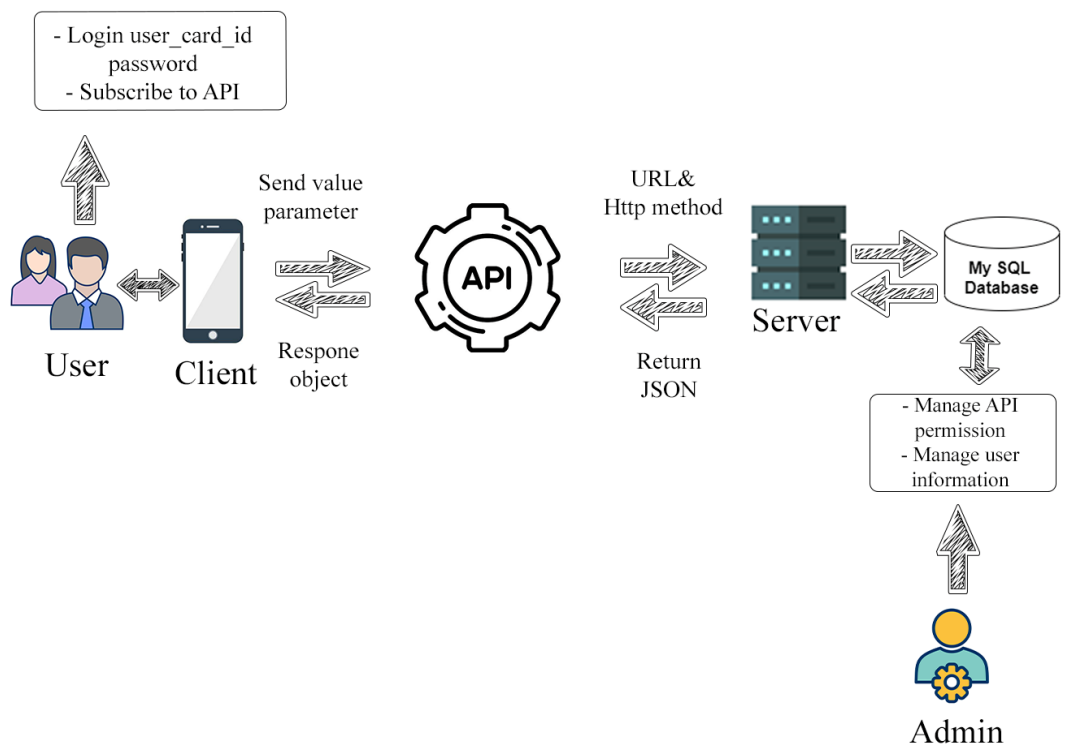 - Login user_card_id
password
- Subscribe to API
Send value
parameter
URL&
Http method
API
My SQL
Database
Server
Respone
object
Return
JSON
User
Client
- Manage API
permission
- Manage user
information
Admin